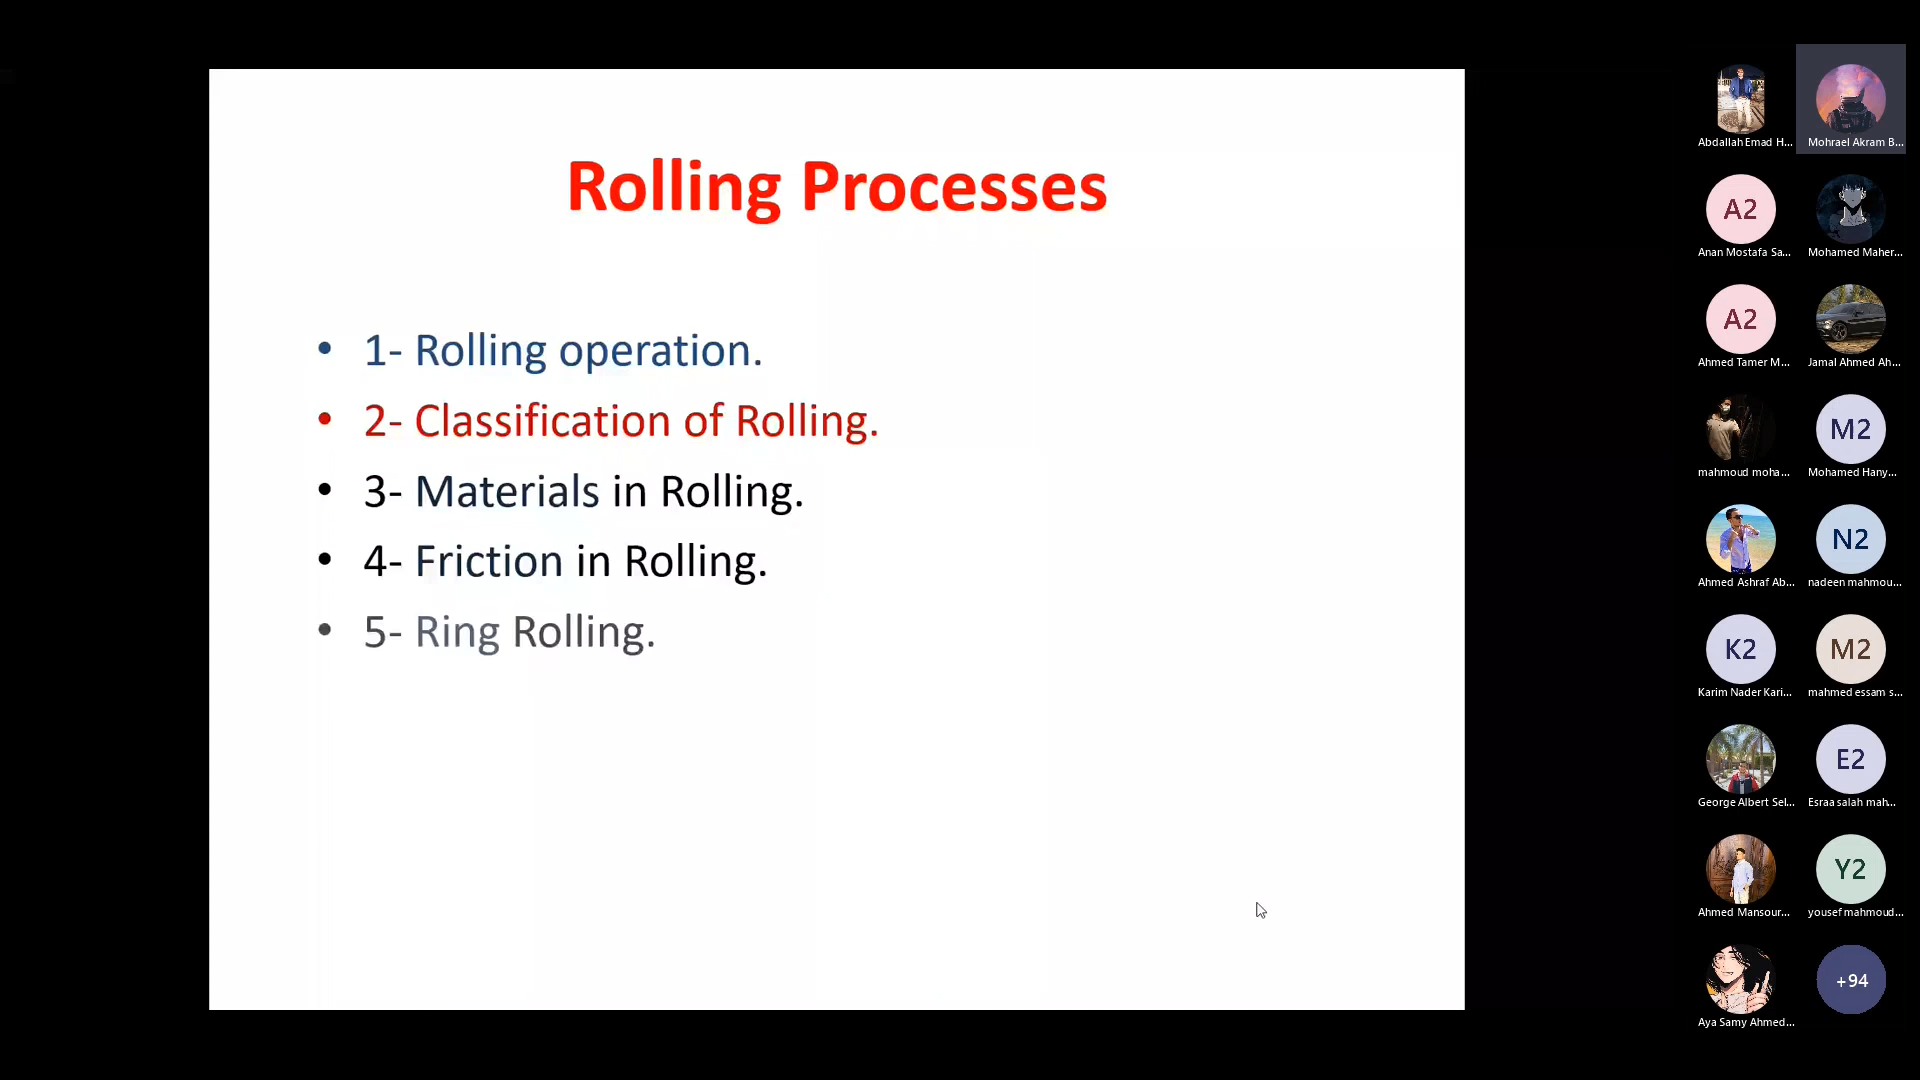 Rolling Processes
• 1- Rolling operation.
• 2- Classification of Rolling.
• 3- Materials in Rolling.
• 4- Friction in Rolling.
• 5- Ring Rolling.
Abdallah Emad H...
Mohrael Akram B...
A2
Anan Mostafa Sa...
Mohamed Maher...
A2
Ahmed Tamer M...
Jamal Ahmed Ah...
mahmoud moha...
M2
Mohamed Hany...
Ahmed Ashraf Ab...
N2
nadeen mahmou...
K2
Karim Nader Kari...
M2
mahmed essam s...
George Albert Sel...
E2
Esraa salah mah...
Ahmed Mansour...
Y2
yousef mahmoud...
Aya Samy Ahmed...
+94